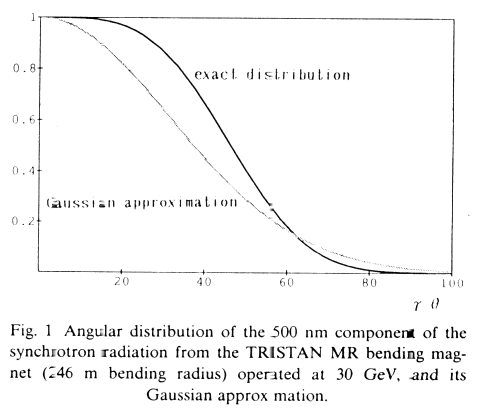 0.8
0.6
0.4
0.2
exact distribution
Gaussian approximation
20 40 60 80 100
γ θ
Fig. 1 Angular distribution of the 500 nm component of the
synchrotron radiation from the TRISTAN MR bending mag-
net (246 m bending radius) operated at 30 GeV, and its
Gaussian approx mation.